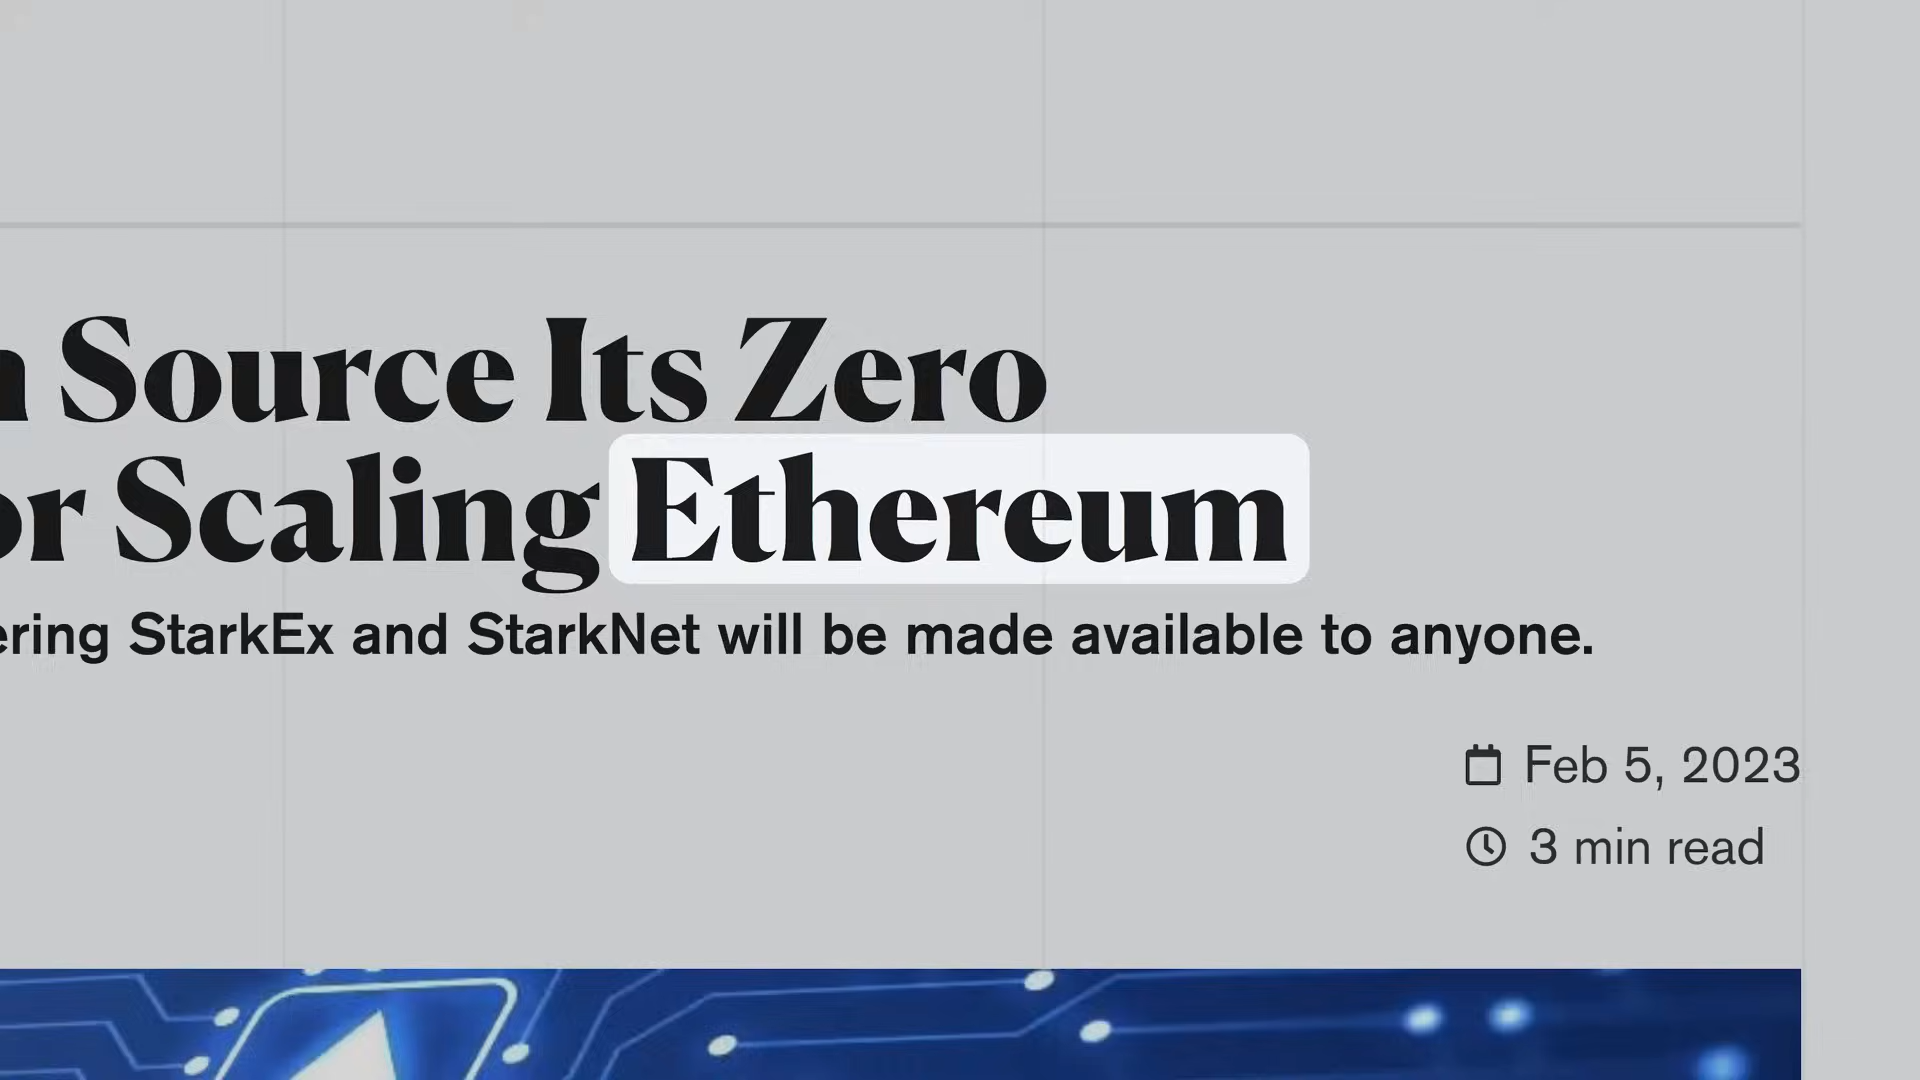 Source Its Zero
Scaling Ethereum
StarkEx and StarkNet will be made available to anyone.
Feb 5, 2023
3 min read